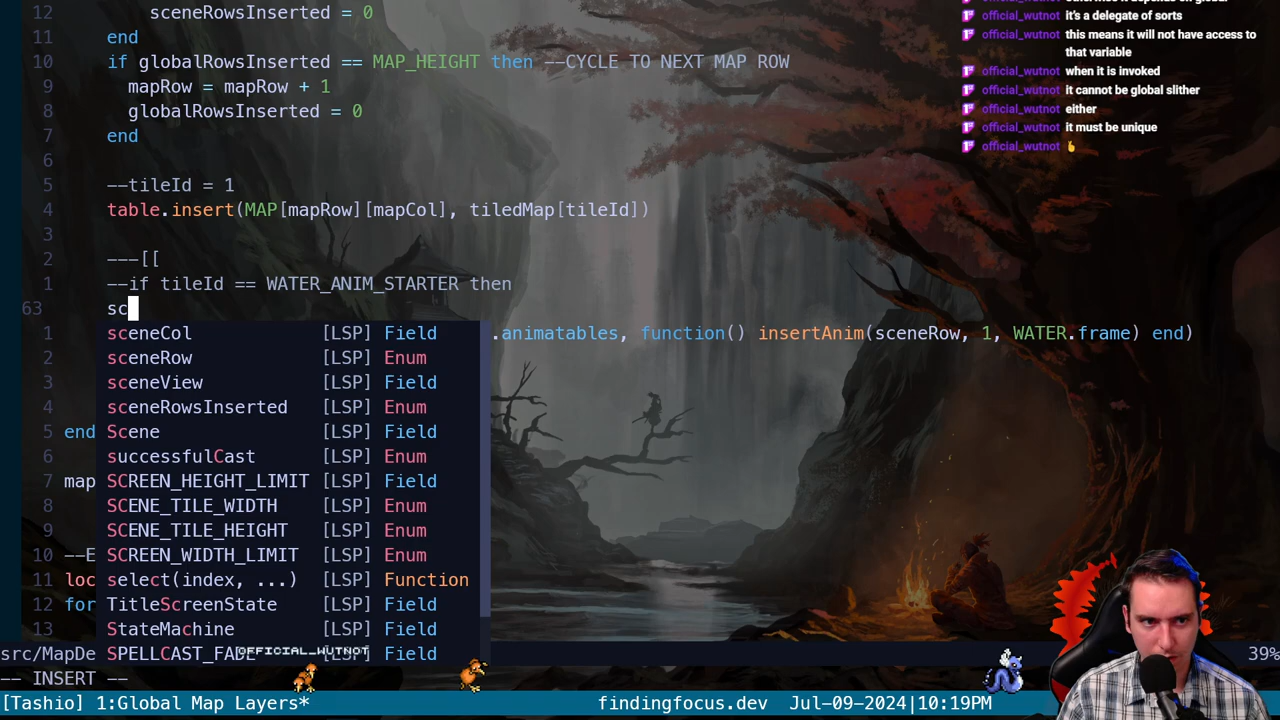 12 sceneRowsInserted = 0
11 end
10 if globalRowsInserted == MAP_HEIGHT then --CYCLE TO NEXT MAP ROW
9 mapRow = mapRow + 1
8 globalRowsInserted = 0
7 end
6
5 --tileId = 1
4 table.insert(MAP[mapRow][mapCol], tiledMap[tileId])
3
2 ---[[
1 --if tileId == WATER_ANIM_STARTER then
63 sc
1 sceneCol [LSP] Field .animatables, function() insertAnim(sceneRow, 1, WATER.frame) end)
2 sceneRow [LSP] Enum
3 sceneView [LSP] Field
4 sceneRowsInserted [LSP] Enum
5 end Scene [LSP] Field
6 successfulCast [LSP] Enum
7 map SCREEN_HEIGHT_LIMIT [LSP] Field
8 SCENE_TILE_WIDTH [LSP] Enum
9 SCENE_TILE_HEIGHT [LSP] Enum
10 --E SCREEN_WIDTH_LIMIT [LSP] Enum
11 loc select(index, ...) [LSP] Function
12 for TitleScreenState [LSP] Field
13 StateMachine [LSP] Field
src/MapDe SPELLCAST_FADE [LSP] Field 39%
OFFICIAL_WUTNOT
-- INSERT --
[Tashio] 1:Global Map Layers* findingfocus.dev Jul-09-2024|10:19PM
official_wutnot it's a delegate of sorts
official_wutnot this means it will not have access to
that variable
official_wutnot when it is invoked
official_wutnot it cannot be global slither
official_wutnot either
official_wutnot it must be unique
official_wutnot